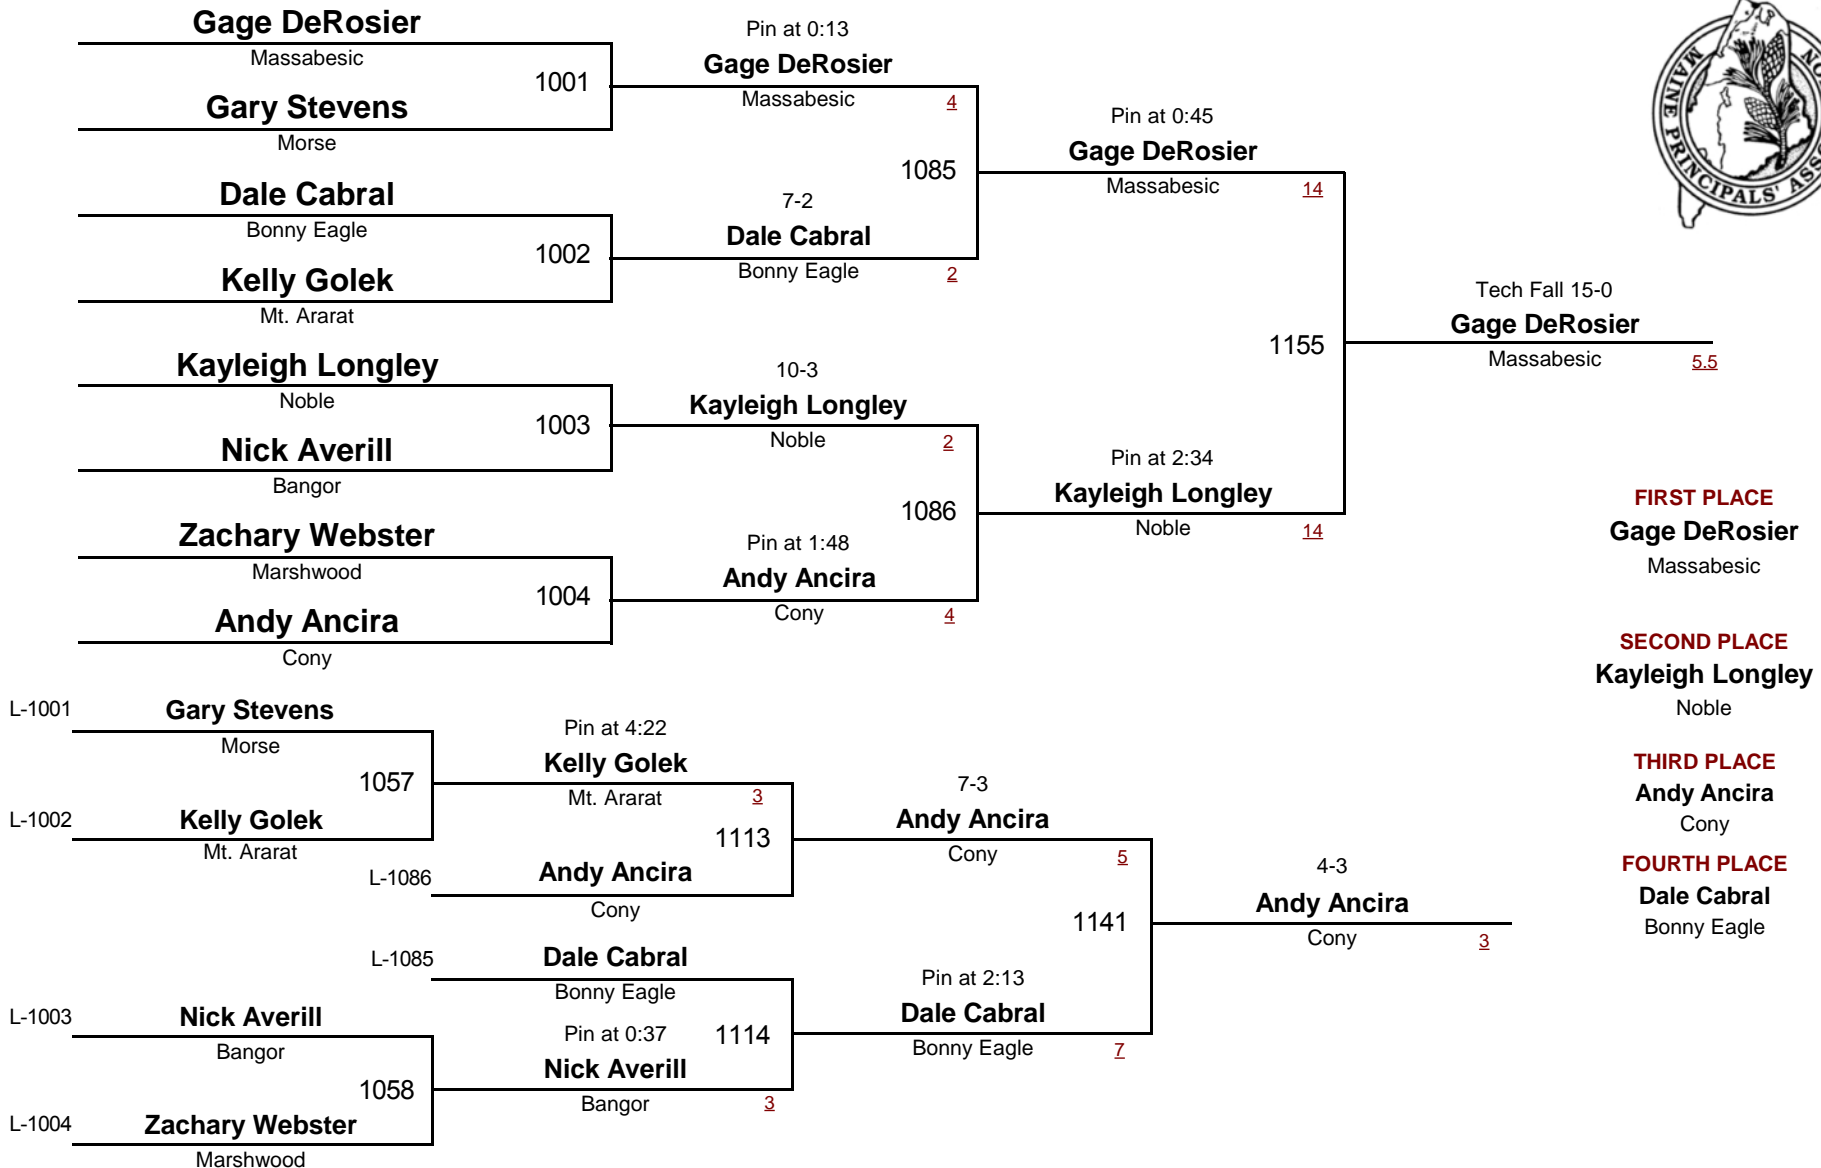 Gage DeRosier
Massabesic
1001
Gary Stevens
Morse
Pin at 0:13
Gage DeRosier
Massabesic
4
Dale Cabral
Bonny Eagle
1002
Kelly Golek
Mt. Ararat
7-2
Dale Cabral
Bonny Eagle
2
1085
Pin at 0:45
Gage DeRosier
Massabesic
14
Kayleigh Longley
Noble
1003
Nick Averill
Bangor
10-3
Kayleigh Longley
Noble
2
Zachary Webster
Marshwood
1004
Andy Ancira
Cony
Pin at 1:48
Andy Ancira
Cony
4
1086
Pin at 2:34
Kayleigh Longley
Noble
14
1155
Tech Fall 15-0
Gage DeRosier
Massabesic
5.5
MAINE PRINCIPALS' ASSO
ON
FIRST PLACE
Gage DeRosier
Massabesic
SECOND PLACE
Kayleigh Longley
Noble
THIRD PLACE
Andy Ancira
Cony
FOURTH PLACE
Dale Cabral
Bonny Eagle
L-1001
Gary Stevens
Morse
1057
L-1002
Kelly Golek
Mt. Ararat
Pin at 4:22
Kelly Golek
Mt. Ararat
3
1113
L-1086
Andy Ancira
Cony
7-3
Andy Ancira
Cony
5
L-1085
Dale Cabral
Bonny Eagle
1114
L-1003
Nick Averill
Bangor
1058
L-1004
Zachary Webster
Marshwood
Pin at 0:37
Nick Averill
Bangor
3
Pin at 2:13
Dale Cabral
Bonny Eagle
7
1141
4-3
Andy Ancira
Cony
3